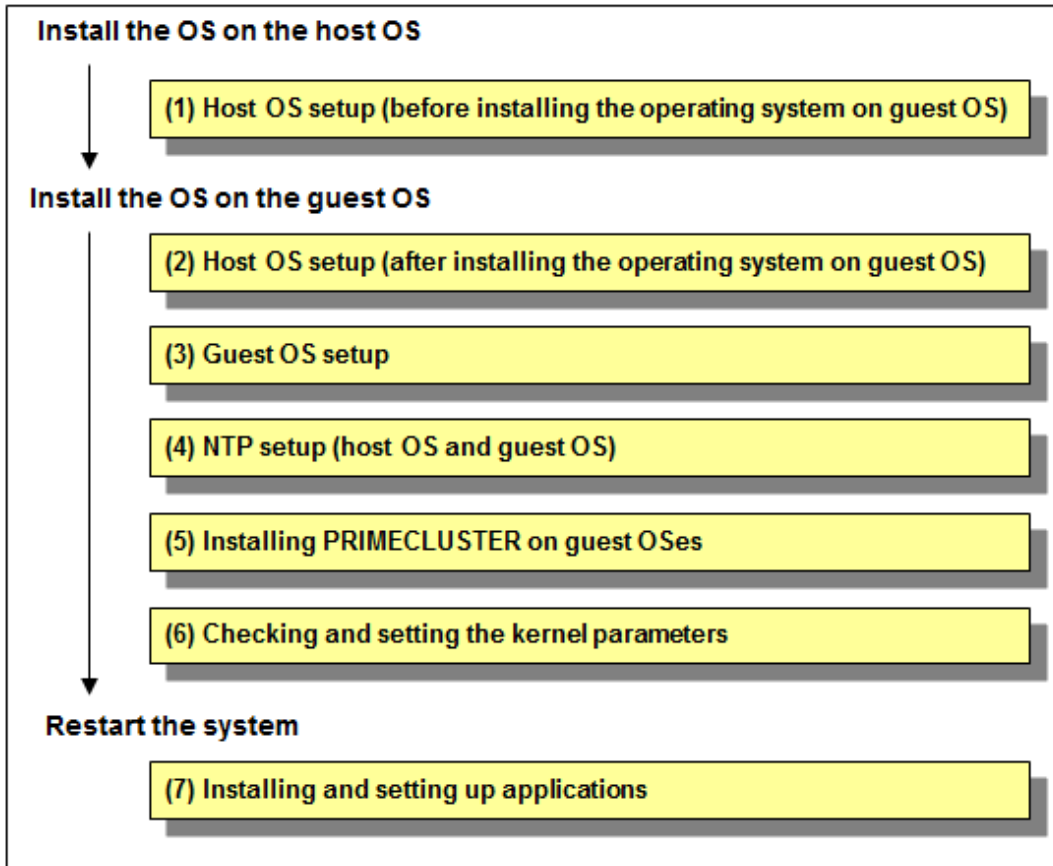 Install the OS on the host OS
(1) Host OS setup (before installing the operating system on guest OS)
Install the OS on the guest OS
(2) Host OS setup (after installing the operating system on guest OS)
(3) Guest OS setup
(4) NTP setup (host OS and guest OS)
(5) Installing PRIMECLUSTER on guest OSes
(6) Checking and setting the kernel parameters
Restart the system
(7) Installing and setting up applications